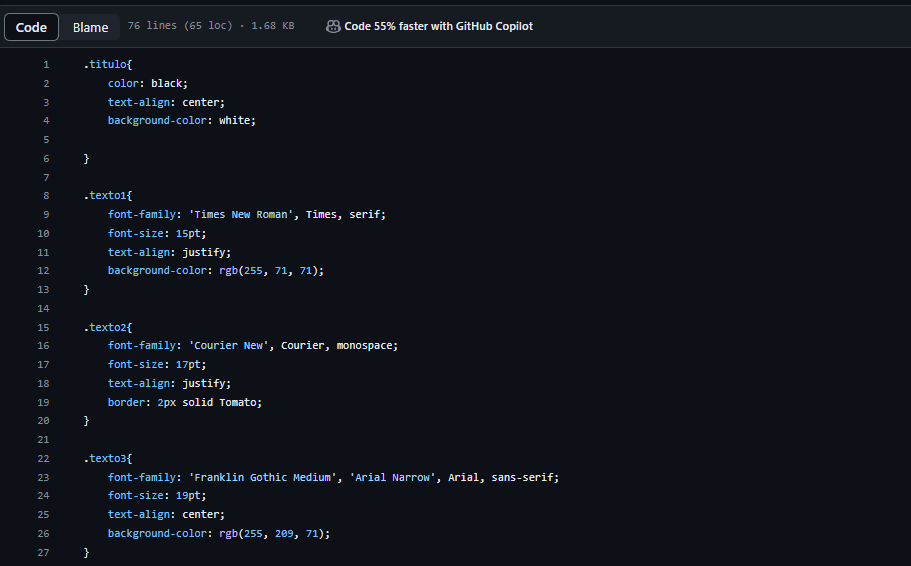 Code Blame 76 lines (65 loc) · 1.68 KB Code 55% faster with GitHub Copilot
1 .titulo{
2 color: black;
3 text-align: center;
4 background-color: white;
5
6 }
7
8 .texto1{
9 font-family: 'Times New Roman', Times, serif;
10 font-size: 15pt;
11 text-align: justify;
12 background-color: rgb(255, 71, 71);
13 }
14
15 .texto2{
16 font-family: 'Courier New', Courier, monospace;
17 font-size: 17pt;
18 text-align: justify;
19 border: 2px solid Tomato;
20 }
21
22 .texto3{
23 font-family: 'Franklin Gothic Medium', 'Arial Narrow', Arial, sans-serif;
24 font-size: 19pt;
25 text-align: center;
26 background-color: rgb(255, 209, 71);
27 }